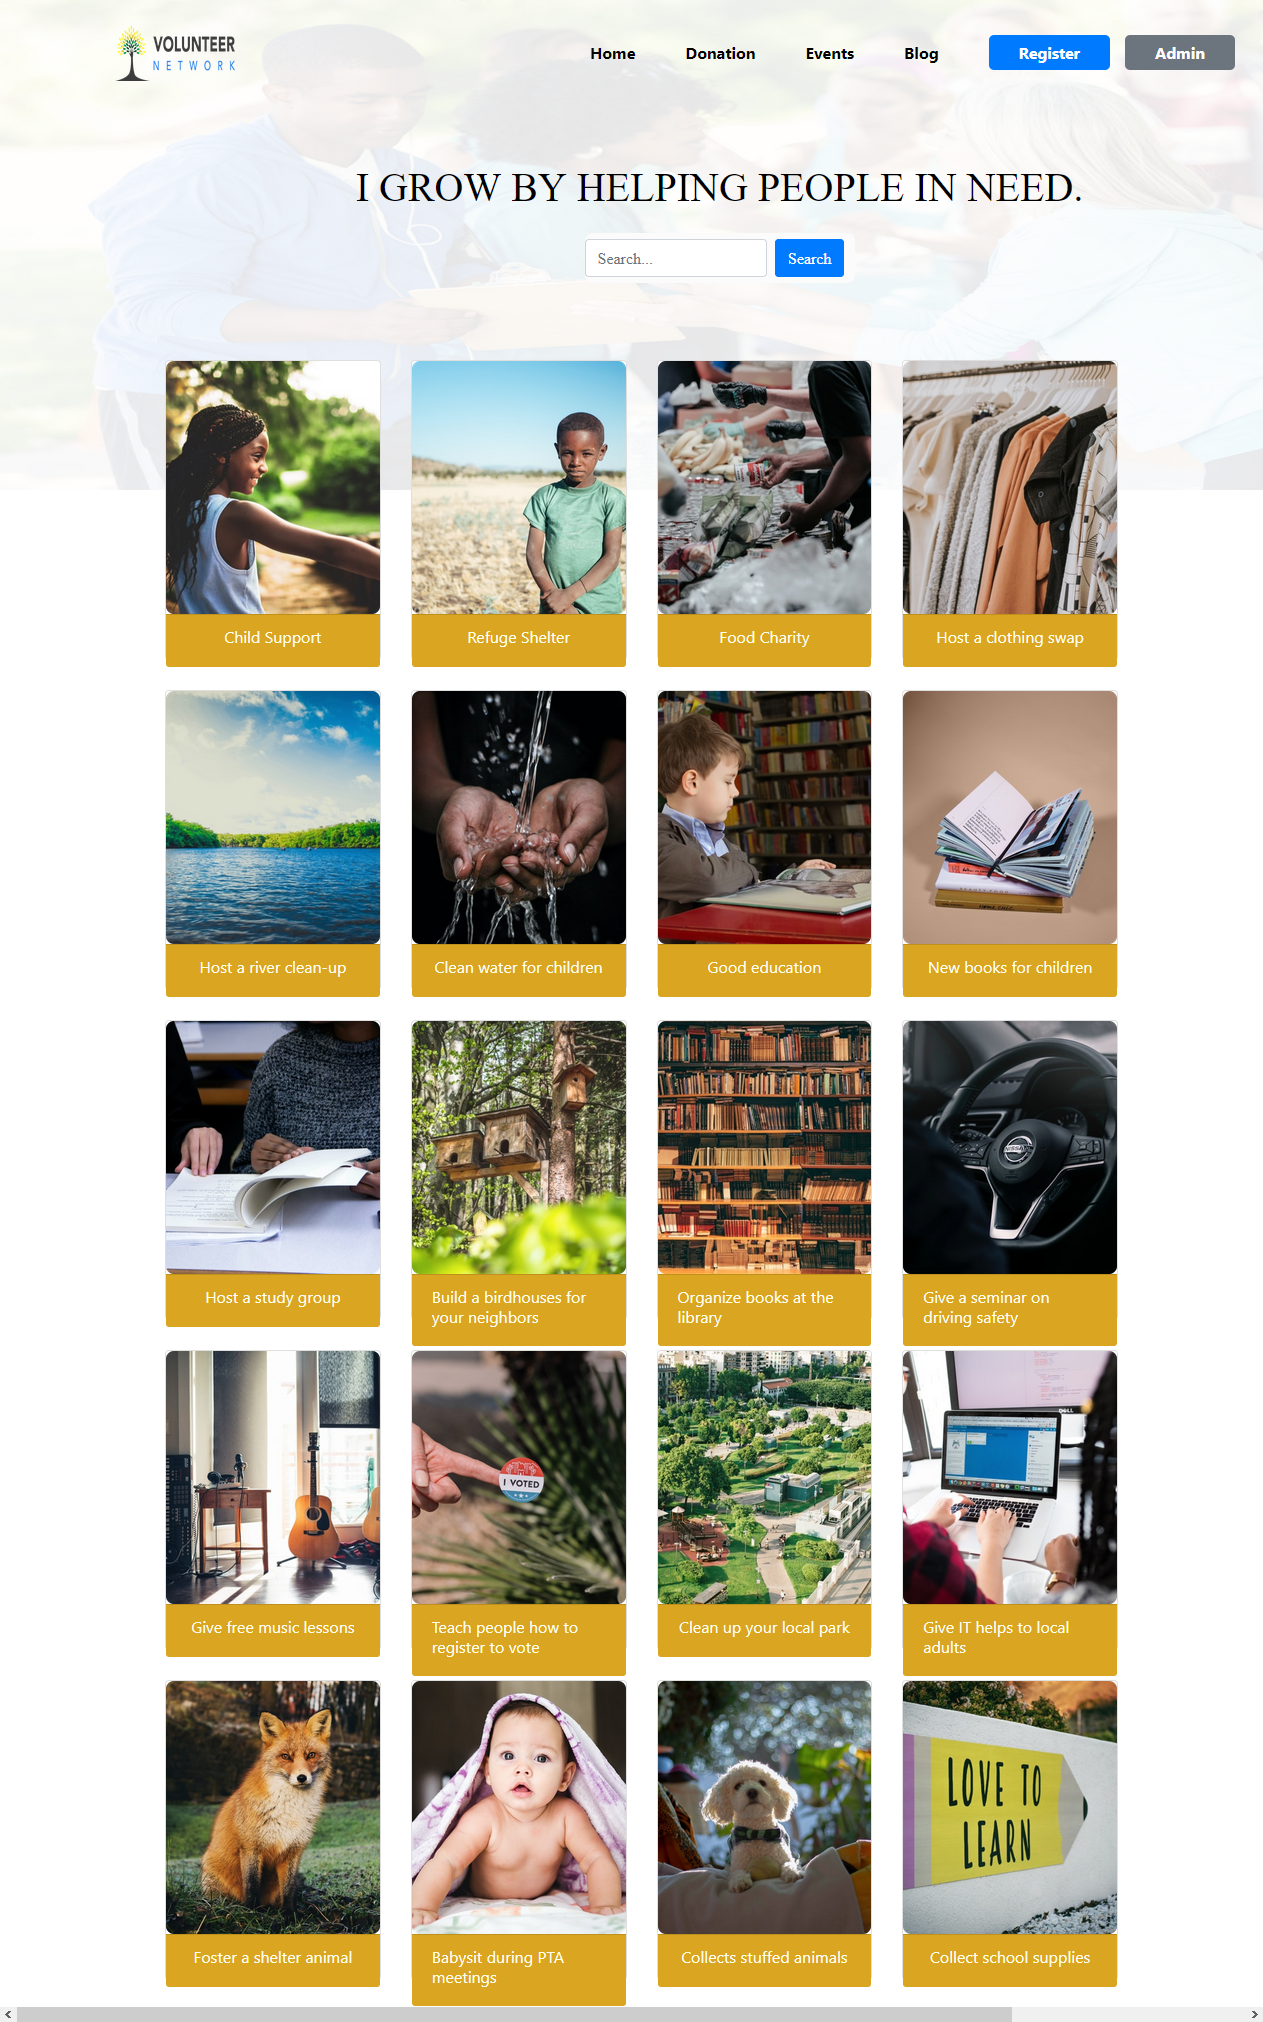 VOLUNTEER
NETWORK
Home Donation Events Blog Register Admin
I GROW BY HELPING PEOPLE IN NEED.
Search... Search
Child Support Refuge Shelter Food Charity Host a clothing swap
Host a river clean-up Clean water for children Good education New books for children
Host a study group
Build a birdhouses for
your neighbors
Organize books at the
library
Give a seminar on
driving safety
I VOTED
DELL
Give free music lessons
Teach people how to
register to vote
Clean up your local park
Give IT helps to local
adults
LOVE TO
LEARN
Foster a shelter animal
Babysit during PTA
meetings
Collects stuffed animals
Collect school supplies